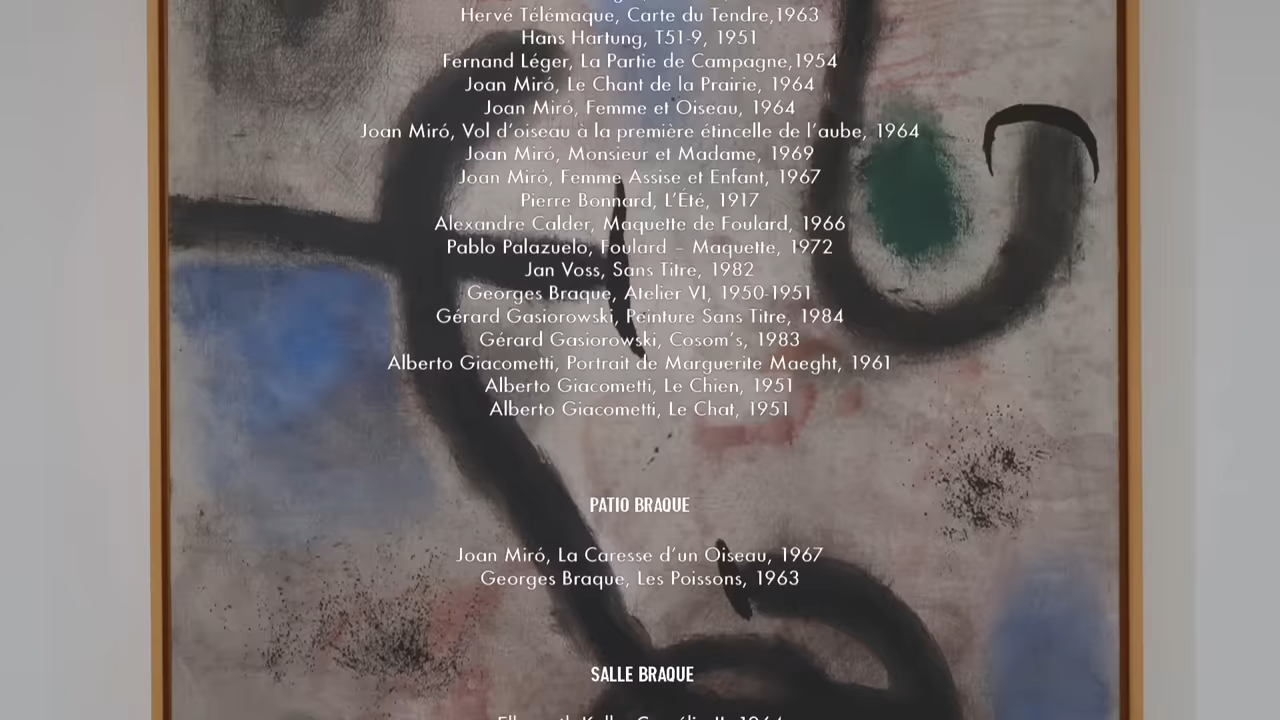 Hervé Télémaque, Carte du Tendre,1963
Hans Hartung, T51-9, 1951
Fernand Léger, La Partie de Campagne,1954
Joan Miró, Le Chant de la Prairie, 1964
Joan Miró, Femme et Oiseau, 1964
Joan Miró, Vol d’oiseau à la première étincelle de l’aube, 1964
Joan Miró, Monsieur et Madame, 1969
Joan Miró, Femme Assise et Enfant, 1967
Pierre Bonnard, L’Été, 1917
Alexandre Calder, Maquette de Foulard, 1966
Pablo Palazuelo, Foulard – Maquette, 1972
Jan Voss, Sans Titre, 1982
Georges Braque, Atelier VI, 1950-1951
Gérard Gasiorowski, Peinture Sans Titre, 1984
Gérard Gasiorowski, Cosom’s, 1983
Alberto Giacometti, Portrait de Marguerite Maeght, 1961
Alberto Giacometti, Le Chien, 1951
Alberto Giacometti, Le Chat, 1951
PATIO BRAQUE
Joan Miró, La Caresse d’un Oiseau, 1967
Georges Braque, Les Poissons, 1963
SALLE BRAQUE